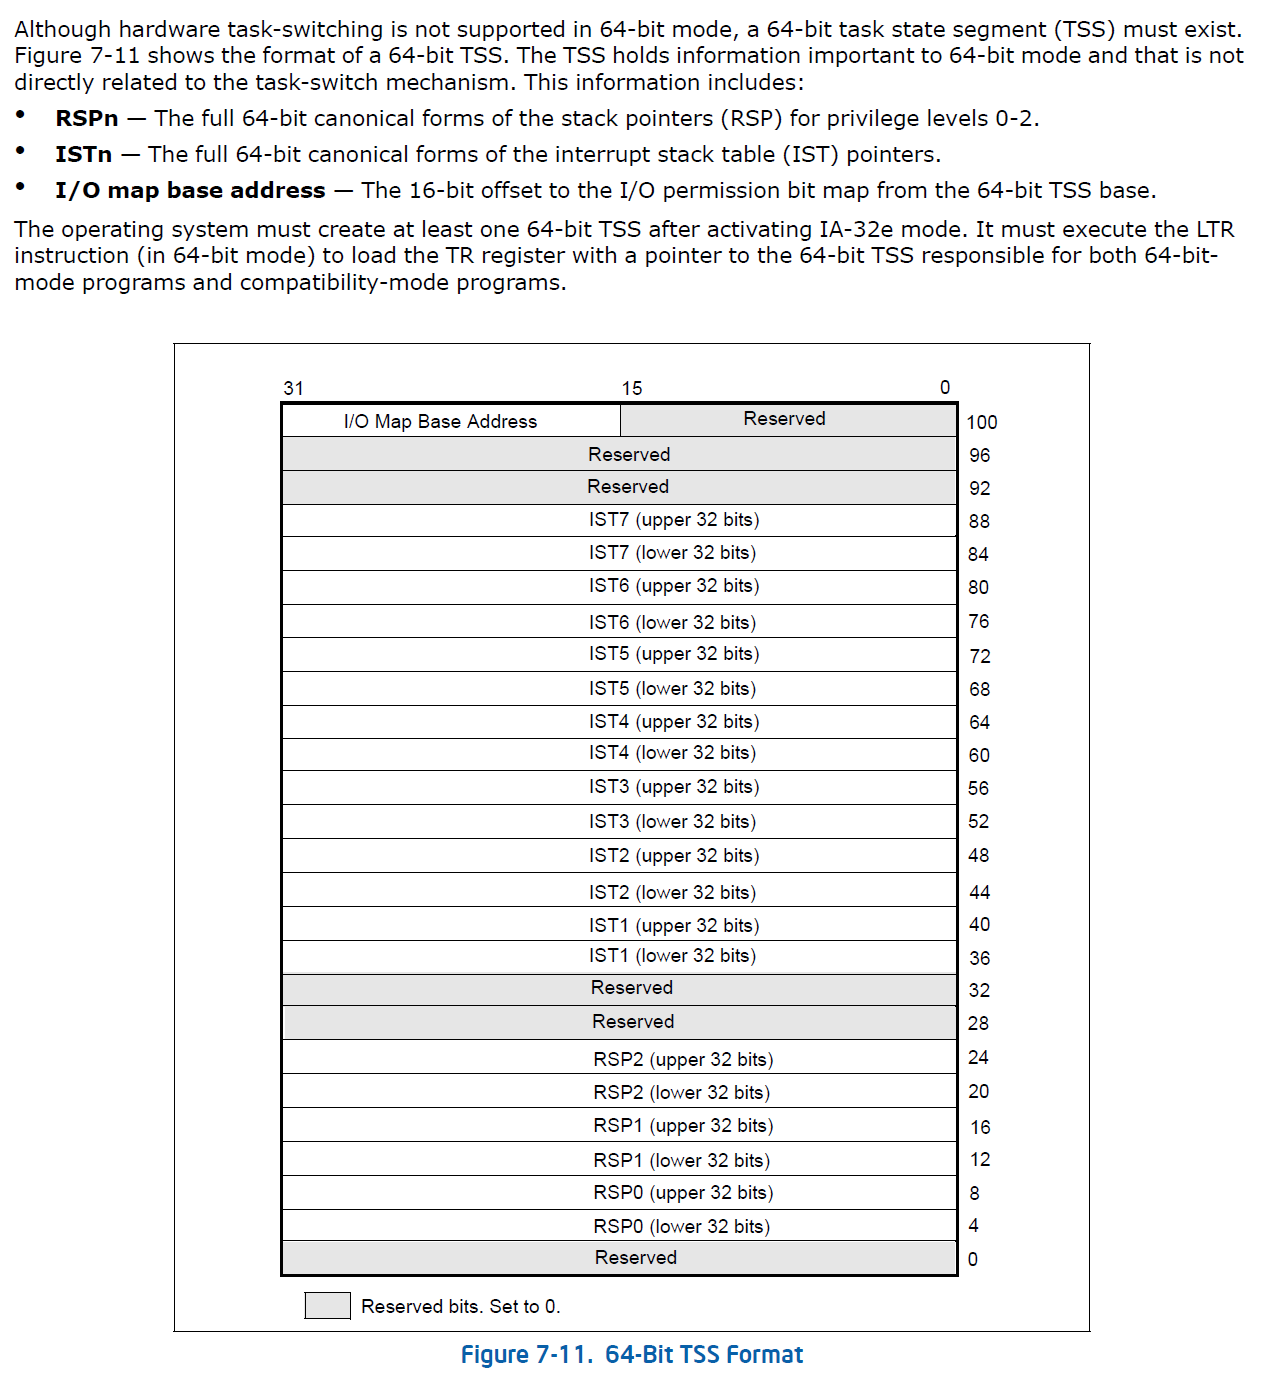 Although hardware task-switching is not supported in 64-bit mode, a 64-bit task state segment (TSS) must exist.
Figure 7-11 shows the format of a 64-bit TSS. The TSS holds information important to 64-bit mode and that is not
directly related to the task-switch mechanism. This information includes:
• RSPn — The full 64-bit canonical forms of the stack pointers (RSP) for privilege levels 0-2.
• ISTn — The full 64-bit canonical forms of the interrupt stack table (IST) pointers.
• I/O map base address — The 16-bit offset to the I/O permission bit map from the 64-bit TSS base.
The operating system must create at least one 64-bit TSS after activating IA-32e mode. It must execute the LTR
instruction (in 64-bit mode) to load the TR register with a pointer to the 64-bit TSS responsible for both 64-bit-
mode programs and compatibility-mode programs.
31 15 0
I/O Map Base Address Reserved 100
Reserved 96
Reserved 92
IST7 (upper 32 bits) 88
IST7 (lower 32 bits) 84
IST6 (upper 32 bits) 80
IST6 (lower 32 bits) 76
IST5 (upper 32 bits) 72
IST5 (lower 32 bits) 68
IST4 (upper 32 bits) 64
IST4 (lower 32 bits) 60
IST3 (upper 32 bits) 56
IST3 (lower 32 bits) 52
IST2 (upper 32 bits) 48
IST2 (lower 32 bits) 44
IST1 (upper 32 bits) 40
IST1 (lower 32 bits) 36
Reserved 32
Reserved 28
RSP2 (upper 32 bits) 24
RSP2 (lower 32 bits) 20
RSP1 (upper 32 bits) 16
RSP1 (lower 32 bits) 12
RSP0 (upper 32 bits) 8
RSP0 (lower 32 bits) 4
Reserved 0
Reserved bits. Set to 0.
Figure 7-11. 64-Bit TSS Format